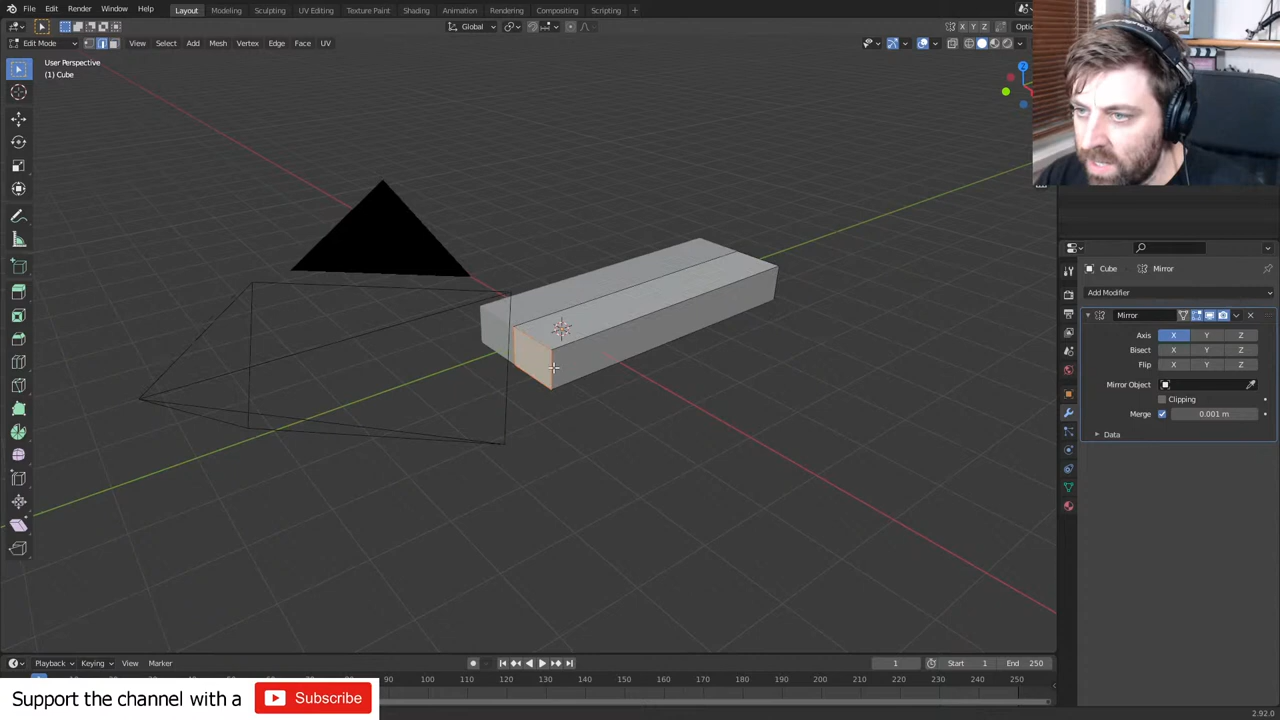 File Edit Render Window Help Layout Modeling Sculpting UV Editing Texture Paint Shading Animation Rendering Compositing Scripting +
Global X Y Z Optio
Edit Mode View Select Add Mesh Vertex Edge Face UV
User Perspective
(1) Cube
Z
Cube Mirror
Add Modifier
Mirror
Axis X Y Z
Bisect X Y Z
Flip X Y Z
Mirror Object
Clipping
Merge 0.001 m
Data
Playback Keying View Marker 1 Start 1 End 250
100 110 120 130 140 150 160 170 180 190 200 210 220 230 240 250
Support the channel with a Subscribe
2.92.0